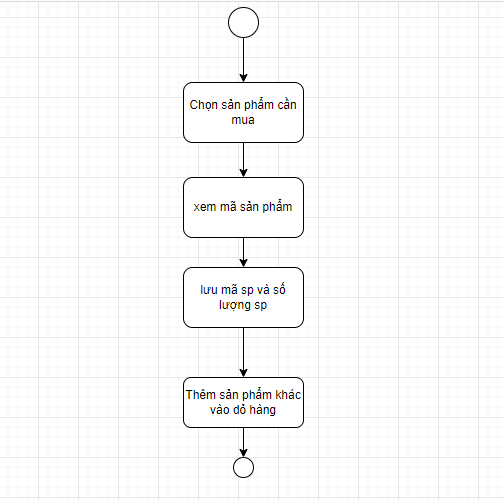 Chọn sản phẩm cần
mua
xem mã sản phẩm
lưu mã sp và số
lượng sp
Thêm sản phẩm khác
vào dỏ hàng